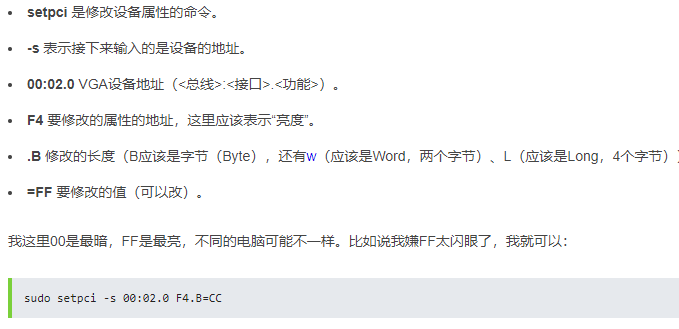 setpci 是修改设备属性的命令。
-s 表示接下来输入的是设备的地址。
00:02.0 VGA设备地址（<总线>:<接口>.<功能>）。
F4 要修改的属性的地址，这里应该表示“亮度”。
.B 修改的长度（B应该是字节（Byte），还有w（应该是Word，两个字节）、L（应该是Long，4个字节）
=FF 要修改的值（可以改）。
我这里00是最暗，FF是最亮，不同的电脑可能不一样。比如说我嫌FF太闪眼了，我就可以：
sudo setpci -s 00:02.0 F4.B=CC